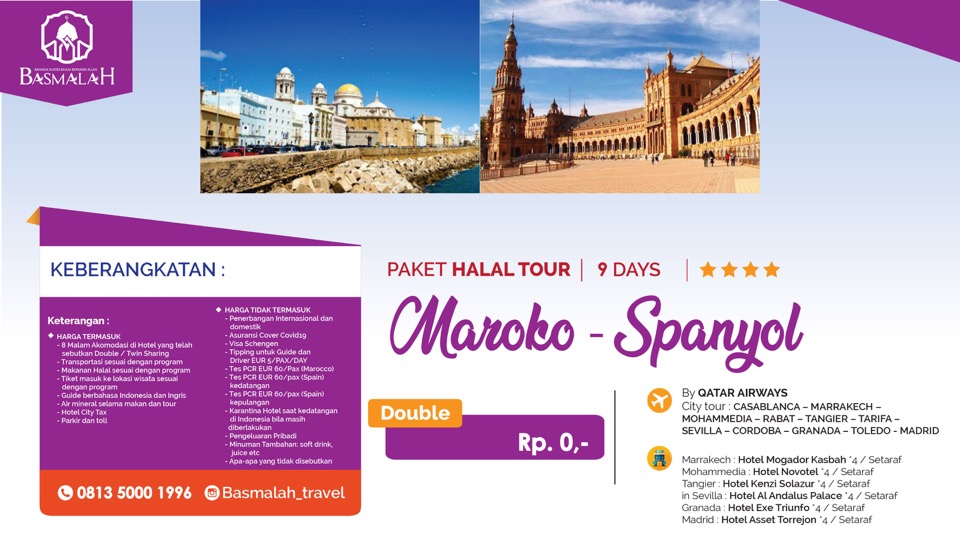 BASMALAH
KEBERANGKATAN :
Keterangan :
❖ HARGA TERMASUK
- 8 Malam Akomodasi di Hotel yang telah
sebutkan Double / Twin Sharing
- Transportasi sesuai dengan program
- Makanan Halal sesuai dengan program
- Tiket masuk ke lokasi wisata sesuai
dengan program
- Guide berbahasa Indonesia dan Ingris
- Air mineral selama makan dan tour
- Hotel City Tax
- Parkir dan toll
❖ HARGA TIDAK TERMASUK
- Penerbangan Internasional dan
domestik
- Asuransi Cover Covid19
- Visa Schengen
- Tipping untuk Guide dan
Driver EUR 5/PAX/DAY
- Tes PCR EUR 60/Pax (Marocco)
- Tes PCR EUR 60/pax (Spain)
kedatangan
- Tes PCR EUR 60/pax (Spain)
kepulangan
- Karantina Hotel saat kedatangan
di Indonesia bila masih
diberlakukan
- Pengeluaran Pribadi
- Minuman Tambahan: soft drink,
juice etc
- Apa-apa yang tidak disebutkan
0813 5000 1996 Basmalah_travel
PAKET HALAL TOUR | 9 DAYS |
Maroko - Spanyol
Double
Rp. 0,-
By QATAR AIRWAYS
City tour : CASABLANCA – MARRAKECH –
MOHAMMEDIA – RABAT – TANGIER – TARIFA –
SEVILLA – CORDOBA – GRANADA – TOLEDO - MADRID
Marrakech : Hotel Mogador Kasbah *4 / Setaraf
Mohammedia : Hotel Novotel *4 / Setaraf
Tangier : Hotel Kenzi Solazur *4 / Setaraf
in Sevilla : Hotel Al Andalus Palace *4 / Setaraf
Granada : Hotel Exe Triunfo *4 / Setaraf
Madrid : Hotel Asset Torrejon *4 / Setaraf